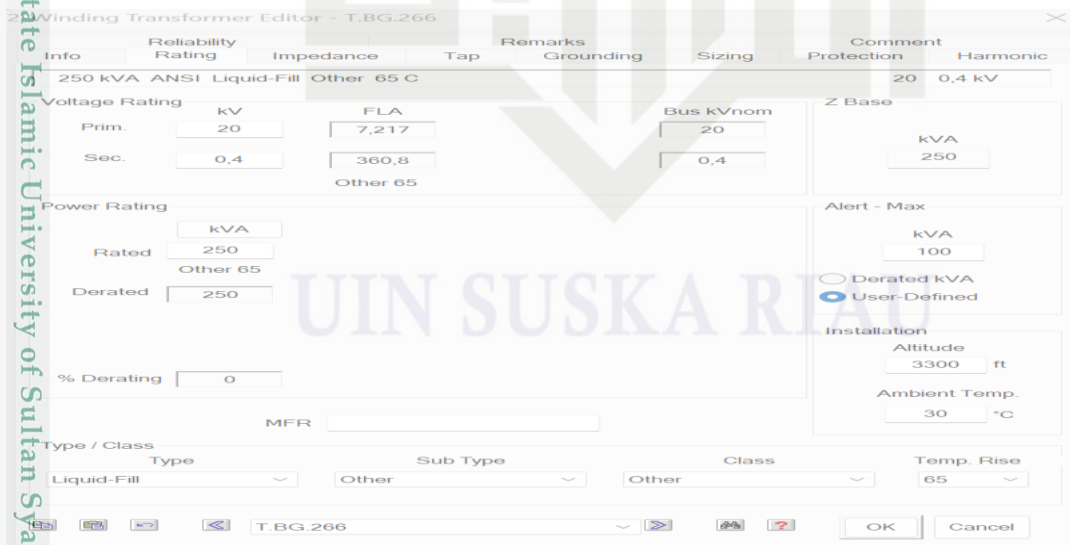 2-Winding Transformer Editor - T.BG.266
Reliability Remarks Comment
Info Rating Impedance Tap Grounding Sizing Protection Harmonic
250 kVA ANSI Liquid-Fill Other 65 C 20 0,4 kV
Voltage Rating Z Base
kV FLA Bus kVnom
Prim. 20 7,217 20 kVA
Sec. 0,4 360,8 0,4 250
Other 65
Power Rating Alert - Max
kVA kVA
Rated 250 100
Other 65 Derated kVA
Derated 250 User-Defined
Installation
Altitude
% Derating 0 3300 ft
Ambient Temp.
MFR 30 °C
Type / Class
Type Sub Type Class Temp. Rise
Liquid-Fill Other Other 65
T.BG.266 OK Cancel
UIN SUSKA RIAU
tate Islamic University of Sultan Sya